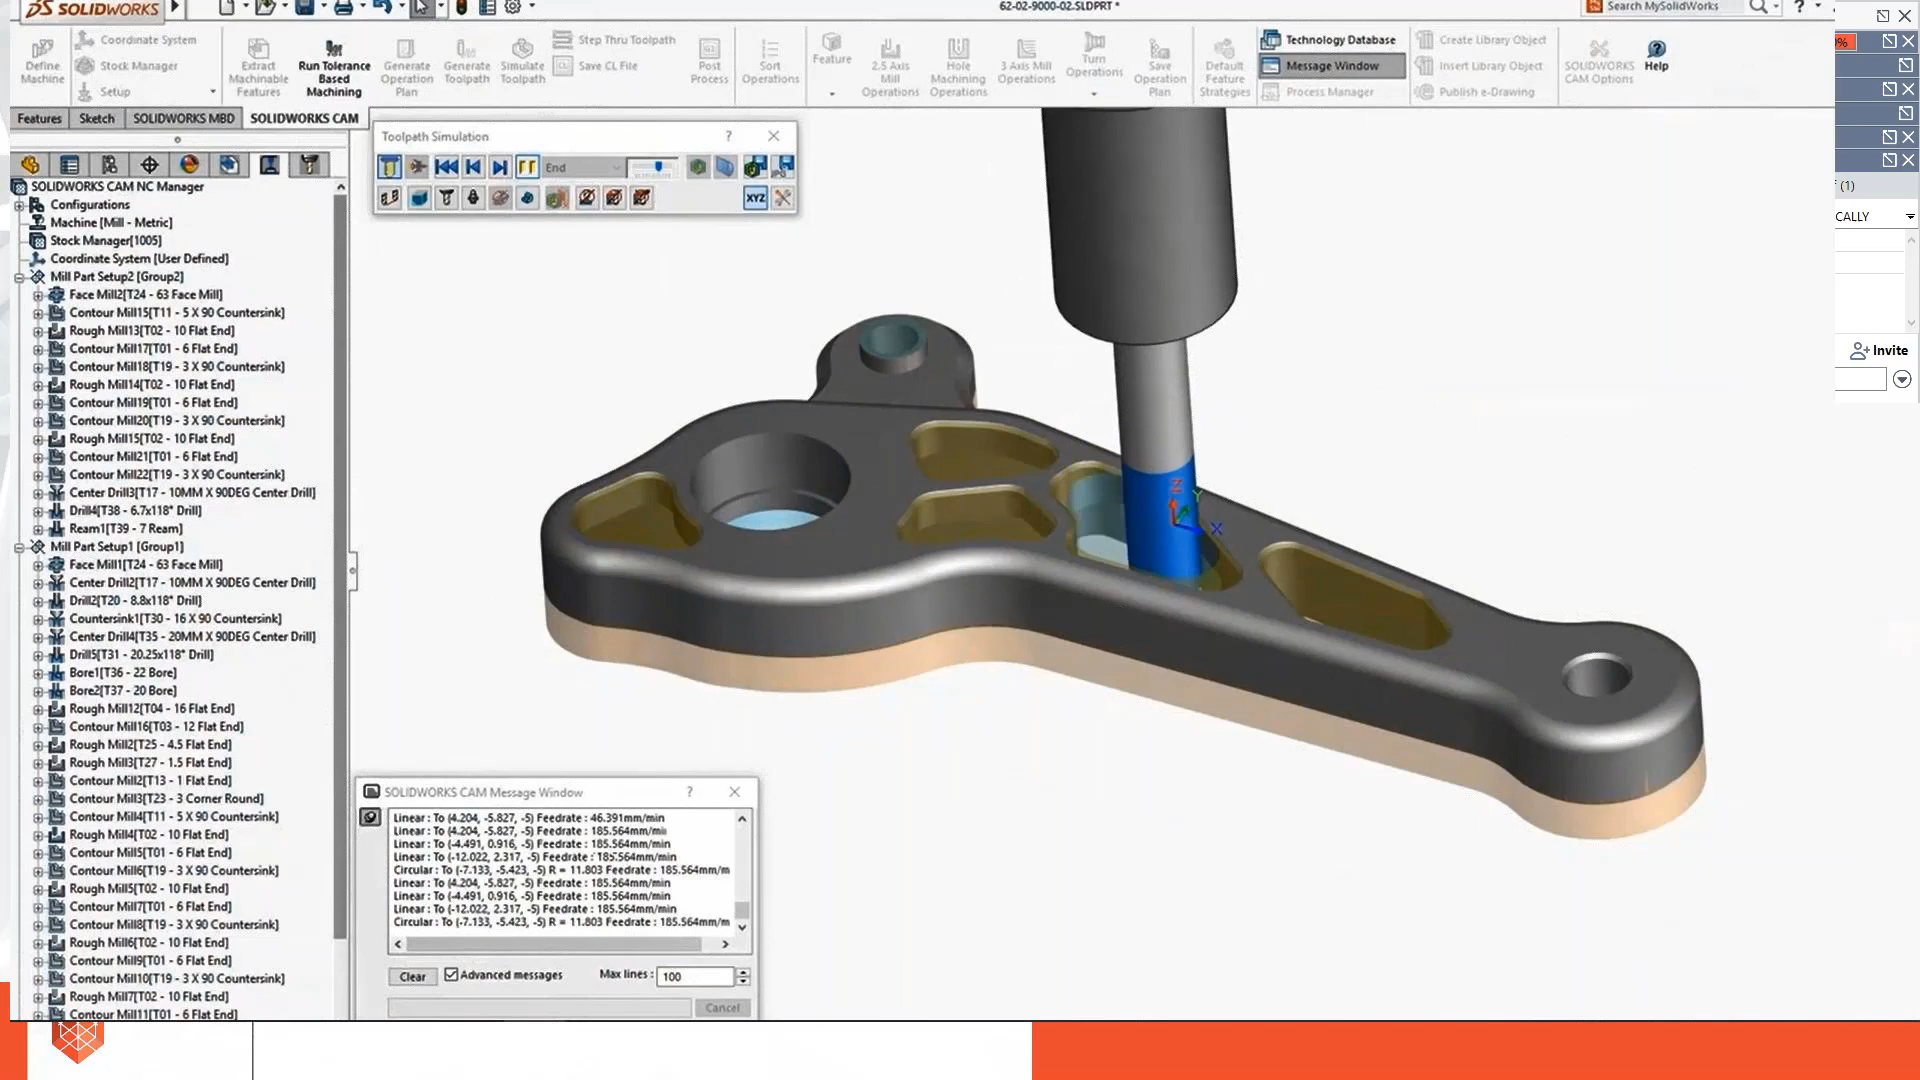 SOLIDWORKS
62-02-9000-02.SLDPRT *
Search MySolidWorks
?
Define Machine
Coordinate System
Stock Manager
Setup
Extract Machinable Features
Run Tolerance Based Machining
Generate Operation Plan
Generate Toolpath
Simulate Toolpath
Step Thru Toolpath
Save CL File
Post Process
Sort Operations
Feature
2.5 Axis Mill Operations
Hole Machining Operations
3 Axis Mill Operations
Turn Operations
Save Operation Plan
Default Feature Strategies
Technology Database
Message Window
Process Manager
Create Library Object
Insert Library Object
Publish e-Drawing
SOLIDWORKS CAM Options
Help
Features
Sketch
SOLIDWORKS MBD
SOLIDWORKS CAM
Toolpath Simulation
?
End
XYZ
SOLIDWORKS CAM NC Manager
Configurations
Machine [Mill - Metric]
Stock Manager[1005]
Coordinate System [User Defined]
Mill Part Setup2 [Group2]
Face Mill2[T24 - 63 Face Mill]
Contour Mill15[T11 - 5 X 90 Countersink]
Rough Mill13[T02 - 10 Flat End]
Contour Mill17[T01 - 6 Flat End]
Contour Mill18[T19 - 3 X 90 Countersink]
Rough Mill14[T02 - 10 Flat End]
Contour Mill19[T01 - 6 Flat End]
Contour Mill20[T19 - 3 X 90 Countersink]
Rough Mill15[T02 - 10 Flat End]
Contour Mill21[T01 - 6 Flat End]
Contour Mill22[T19 - 3 X 90 Countersink]
Center Drill3[T17 - 10MM X 90DEG Center Drill]
Drill4[T38 - 6.7x118° Drill]
Ream1[T39 - 7 Ream]
Mill Part Setup1 [Group1]
Face Mill1[T24 - 63 Face Mill]
Center Drill2[T17 - 10MM X 90DEG Center Drill]
Drill2[T20 - 8.8x118° Drill]
Countersink1[T30 - 16 X 90 Countersink]
Center Drill4[T35 - 20MM X 90DEG Center Drill]
Drill5[T31 - 20.25x118° Drill]
Bore1[T36 - 22 Bore]
Bore2[T37 - 20 Bore]
Rough Mill12[T04 - 16 Flat End]
Contour Mill16[T03 - 12 Flat End]
Rough Mill2[T25 - 4.5 Flat End]
Rough Mill3[T27 - 1.5 Flat End]
Contour Mill2[T13 - 1 Flat End]
Contour Mill3[T23 - 3 Corner Round]
Contour Mill4[T11 - 5 X 90 Countersink]
Rough Mill4[T02 - 10 Flat End]
Contour Mill5[T01 - 6 Flat End]
Contour Mill6[T19 - 3 X 90 Countersink]
Rough Mill5[T02 - 10 Flat End]
Contour Mill7[T01 - 6 Flat End]
Contour Mill8[T19 - 3 X 90 Countersink]
Rough Mill6[T02 - 10 Flat End]
Contour Mill9[T01 - 6 Flat End]
Contour Mill10[T19 - 3 X 90 Countersink]
Rough Mill7[T02 - 10 Flat End]
Contour Mill11[T01 - 6 Flat End]
Z
Y
X
SOLIDWORKS CAM Message Window
?
Linear : To (4.204, -5.827, -5) Feedrate : 46.391mm/min
Linear : To (4.204, -5.827, -5) Feedrate : 185.564mm/min
Linear : To (-4.491, 0.916, -5) Feedrate : 185.564mm/min
Linear : To (-12.022, 2.317, -5) Feedrate : 185.564mm/min
Circular : To (-7.133, -5.423, -5) R = 11.803 Feedrate : 185.564mm/m
Linear : To (4.204, -5.827, -5) Feedrate : 185.564mm/min
Linear : To (-4.491, 0.916, -5) Feedrate : 185.564mm/min
Linear : To (-12.022, 2.317, -5) Feedrate : 185.564mm/min
Circular : To (-7.133, -5.423, -5) R = 11.803 Feedrate : 185.564mm/m
Clear
Advanced messages
Max lines :
100
Cancel
%
(1)
CALLY
Invite